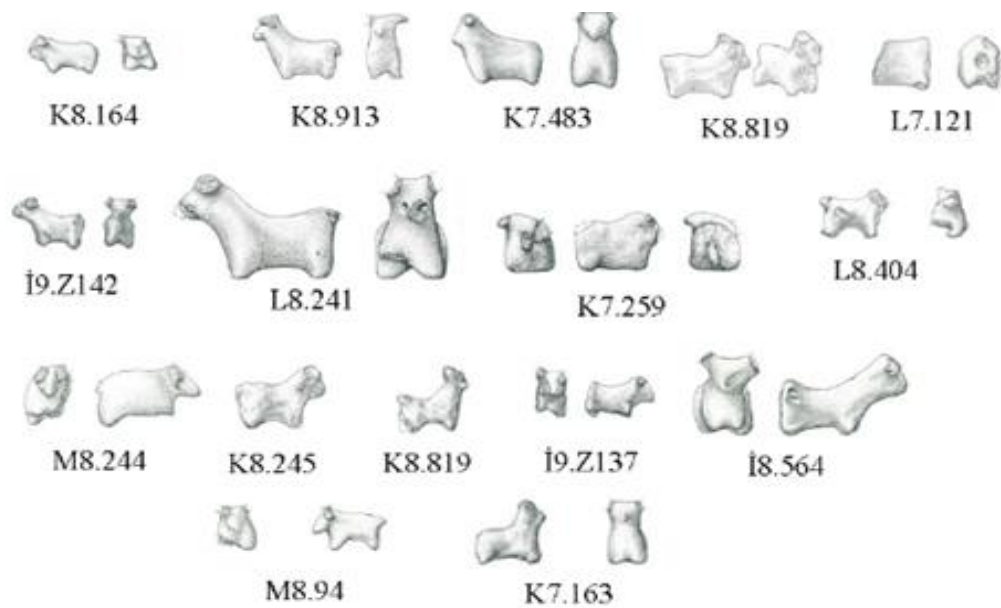 K8.164 K8.913 K7.483 K8.819 L7.121
İ9.Z142 L8.241 K7.259 L8.404
M8.244 K8.245 K8.819 İ9.Z137 İ8.564
M8.94 K7.163